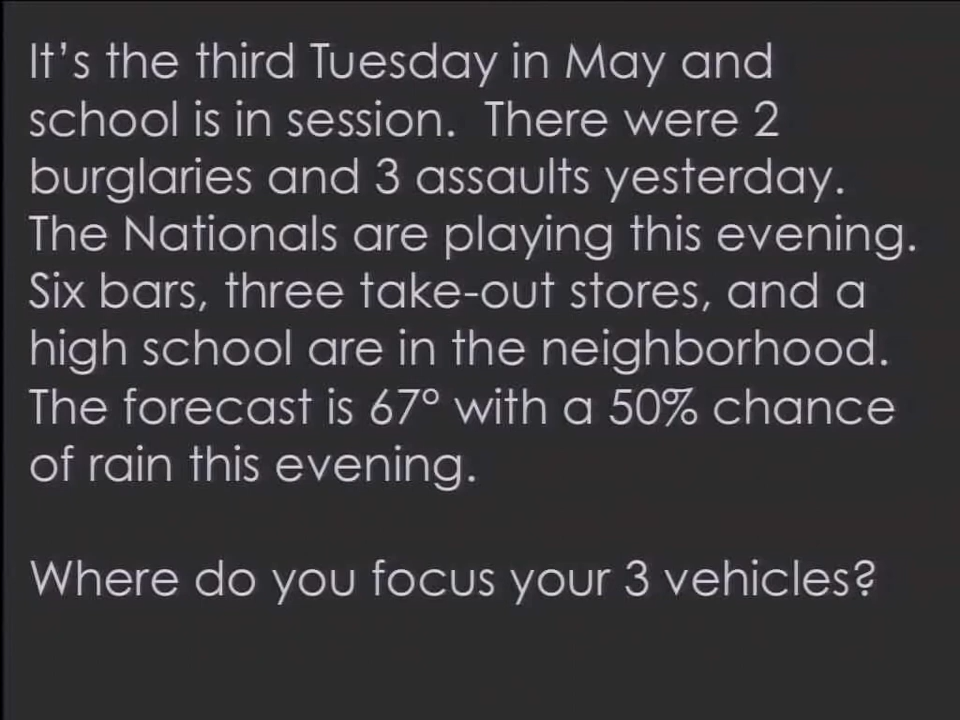 It’s the third Tuesday in May and
school is in session.  There were 2
burglaries and 3 assaults yesterday.
The Nationals are playing this evening.
Six bars, three take-out stores, and a
high school are in the neighborhood.
The forecast is 67° with a 50% chance
of rain this evening.

Where do you focus your 3 vehicles?